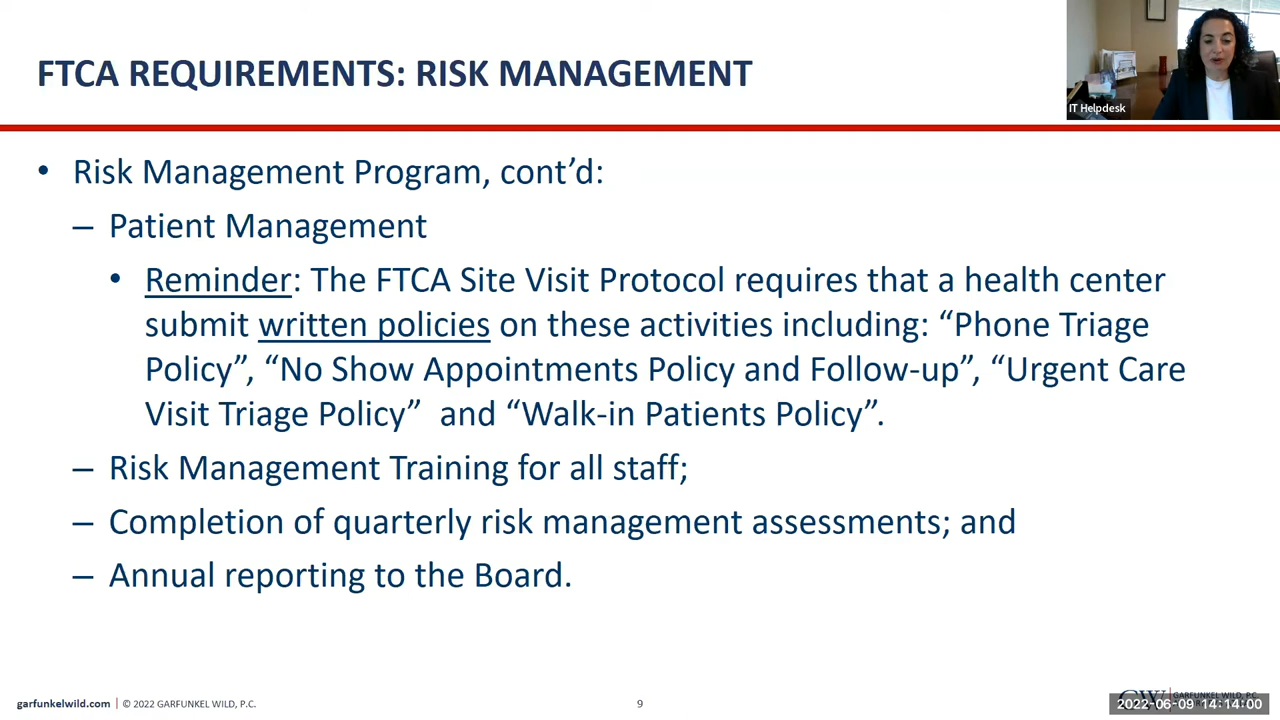 FTCA REQUIREMENTS: RISK MANAGEMENT
IT Helpdesk
• Risk Management Program, cont’d:
– Patient Management
• Reminder: The FTCA Site Visit Protocol requires that a health center
submit written policies on these activities including: “Phone Triage
Policy”, “No Show Appointments Policy and Follow-up”, “Urgent Care
Visit Triage Policy” and “Walk-in Patients Policy”.
– Risk Management Training for all staff;
– Completion of quarterly risk management assessments; and
– Annual reporting to the Board.
garfunkelwild.com | © 2022 GARFUNKEL WILD, P.C.
9
GARFUNKEL WILD, P.C.
2022-06-09 14:14:00